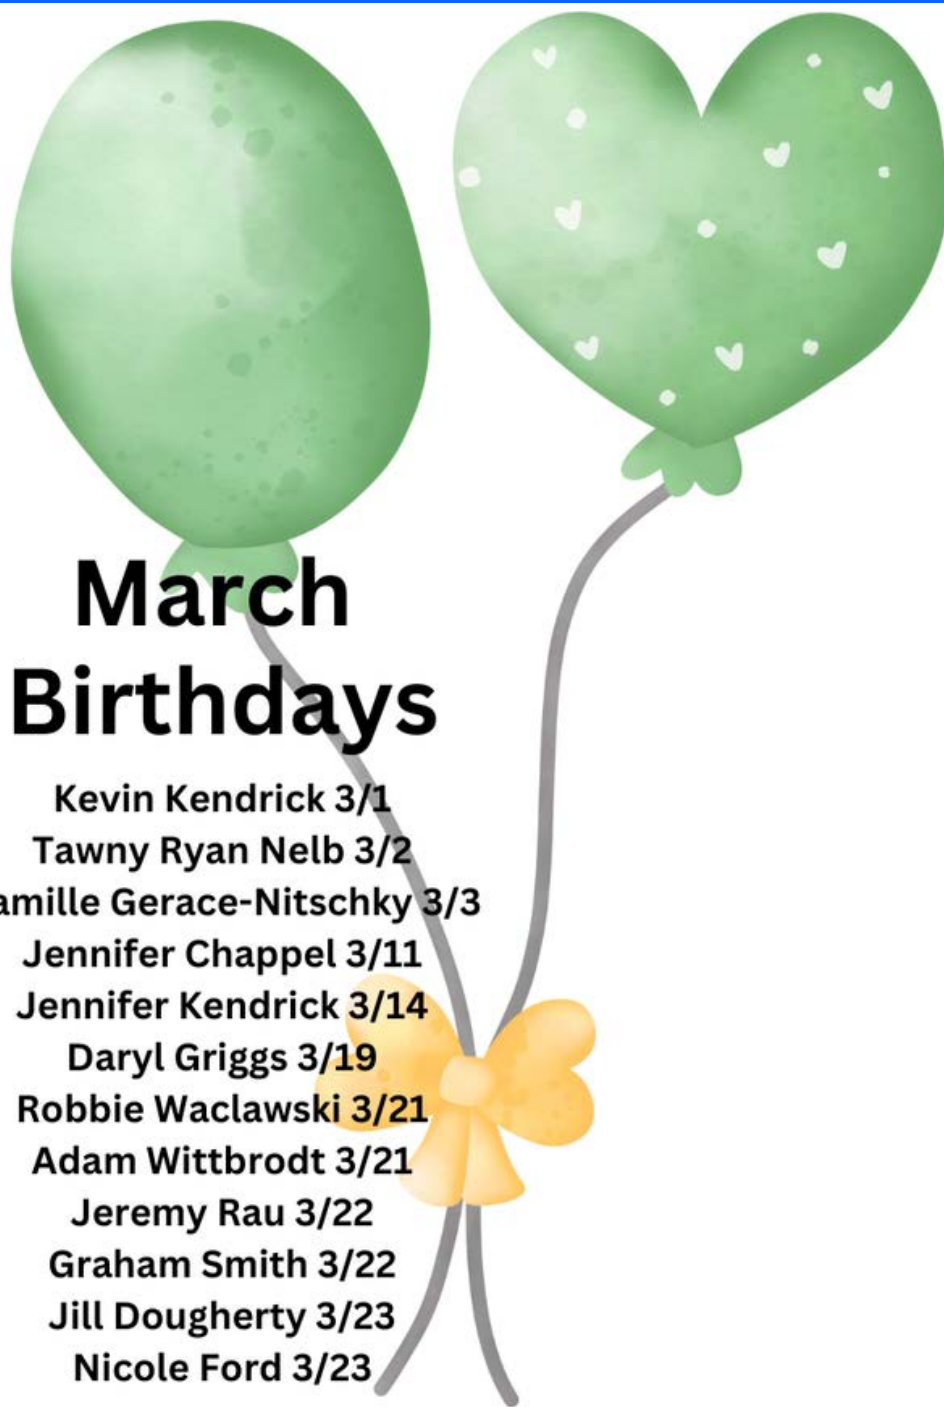 March
Birthdays
Kevin Kendrick 3/1
Tawny Ryan Nelb 3/2
amille Gerace-Nitschky 3/3
Jennifer Chappel 3/11
Jennifer Kendrick 3/14
Daryl Griggs 3/19
Robbie Waclawski 3/21
Adam Wittbrodt 3/21
Jeremy Rau 3/22
Graham Smith 3/22
Jill Dougherty 3/23
Nicole Ford 3/23